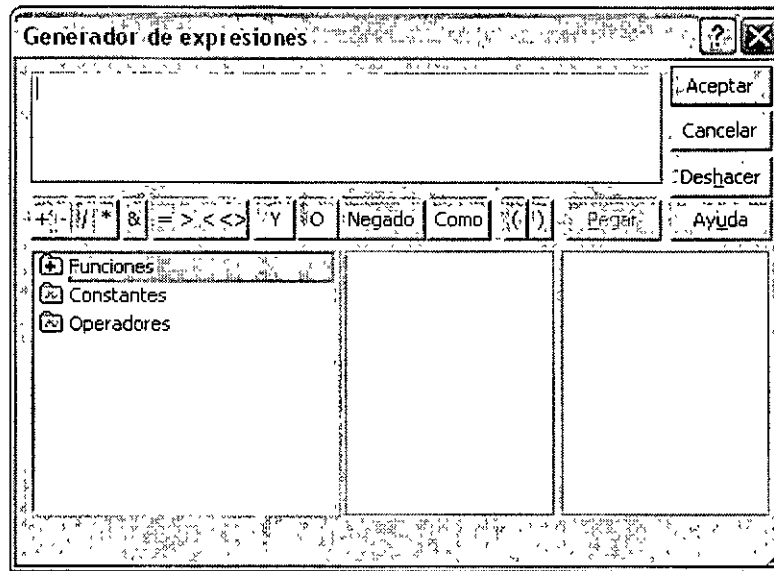 Generador de expresiones ?
Aceptar
Cancelar
Deshacer
+ - / * & = > < <> Y O Negado Como ( ) Pegar Ayuda
Funciones
Constantes
Operadores